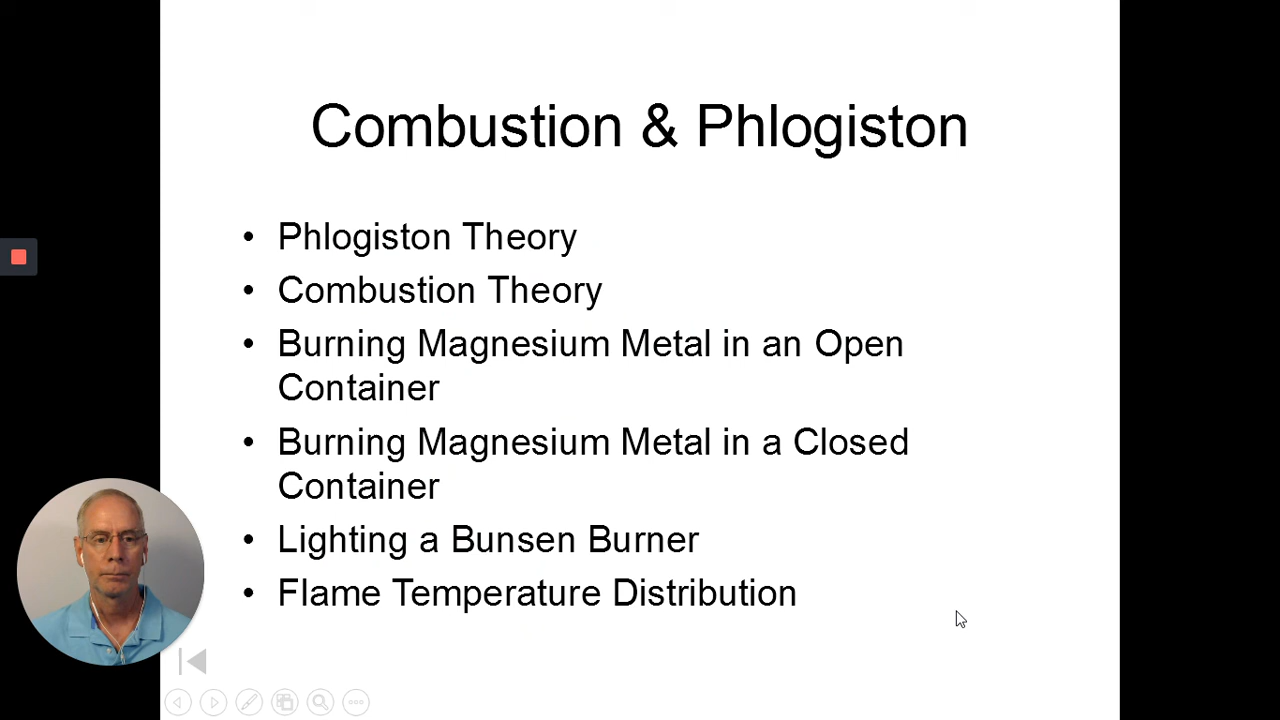 Combustion & Phlogiston
• Phlogiston Theory
• Combustion Theory
• Burning Magnesium Metal in an Open
Container
• Burning Magnesium Metal in a Closed
Container
• Lighting a Bunsen Burner
• Flame Temperature Distribution